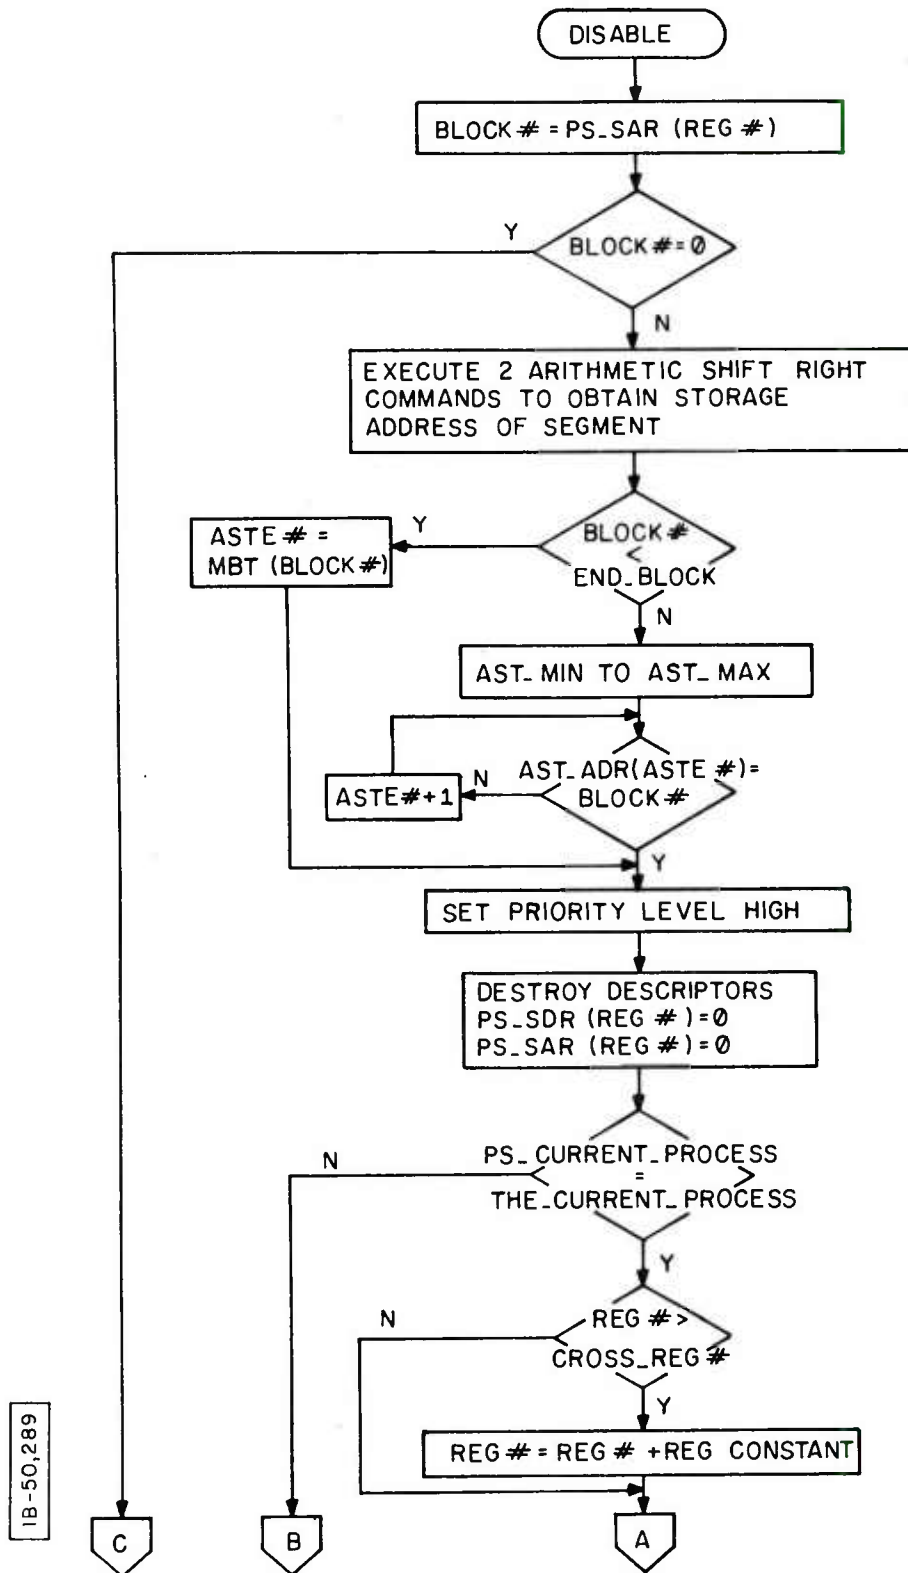 DISABLE
BLOCK # = PS_SAR (REG #)
Y
BLOCK # = 0
N
EXECUTE 2 ARITHMETIC SHIFT RIGHT
COMMANDS TO OBTAIN STORAGE
ADDRESS OF SEGMENT
ASTE # =
MBT (BLOCK #)
Y
BLOCK #
<
END_BLOCK
N
AST_MIN TO AST_MAX
AST_ADR(ASTE #)=
BLOCK #
N
ASTE #+1
Y
SET PRIORITY LEVEL HIGH
DESTROY DESCRIPTORS
PS_SDR (REG #)=0
PS_SAR (REG #)=0
N
PS_CURRENT_PROCESS
=
THE_CURRENT_PROCESS
Y
N
REG # >
CROSS_REG #
Y
REG # = REG # +REG CONSTANT
IB-50,289
C
B
A